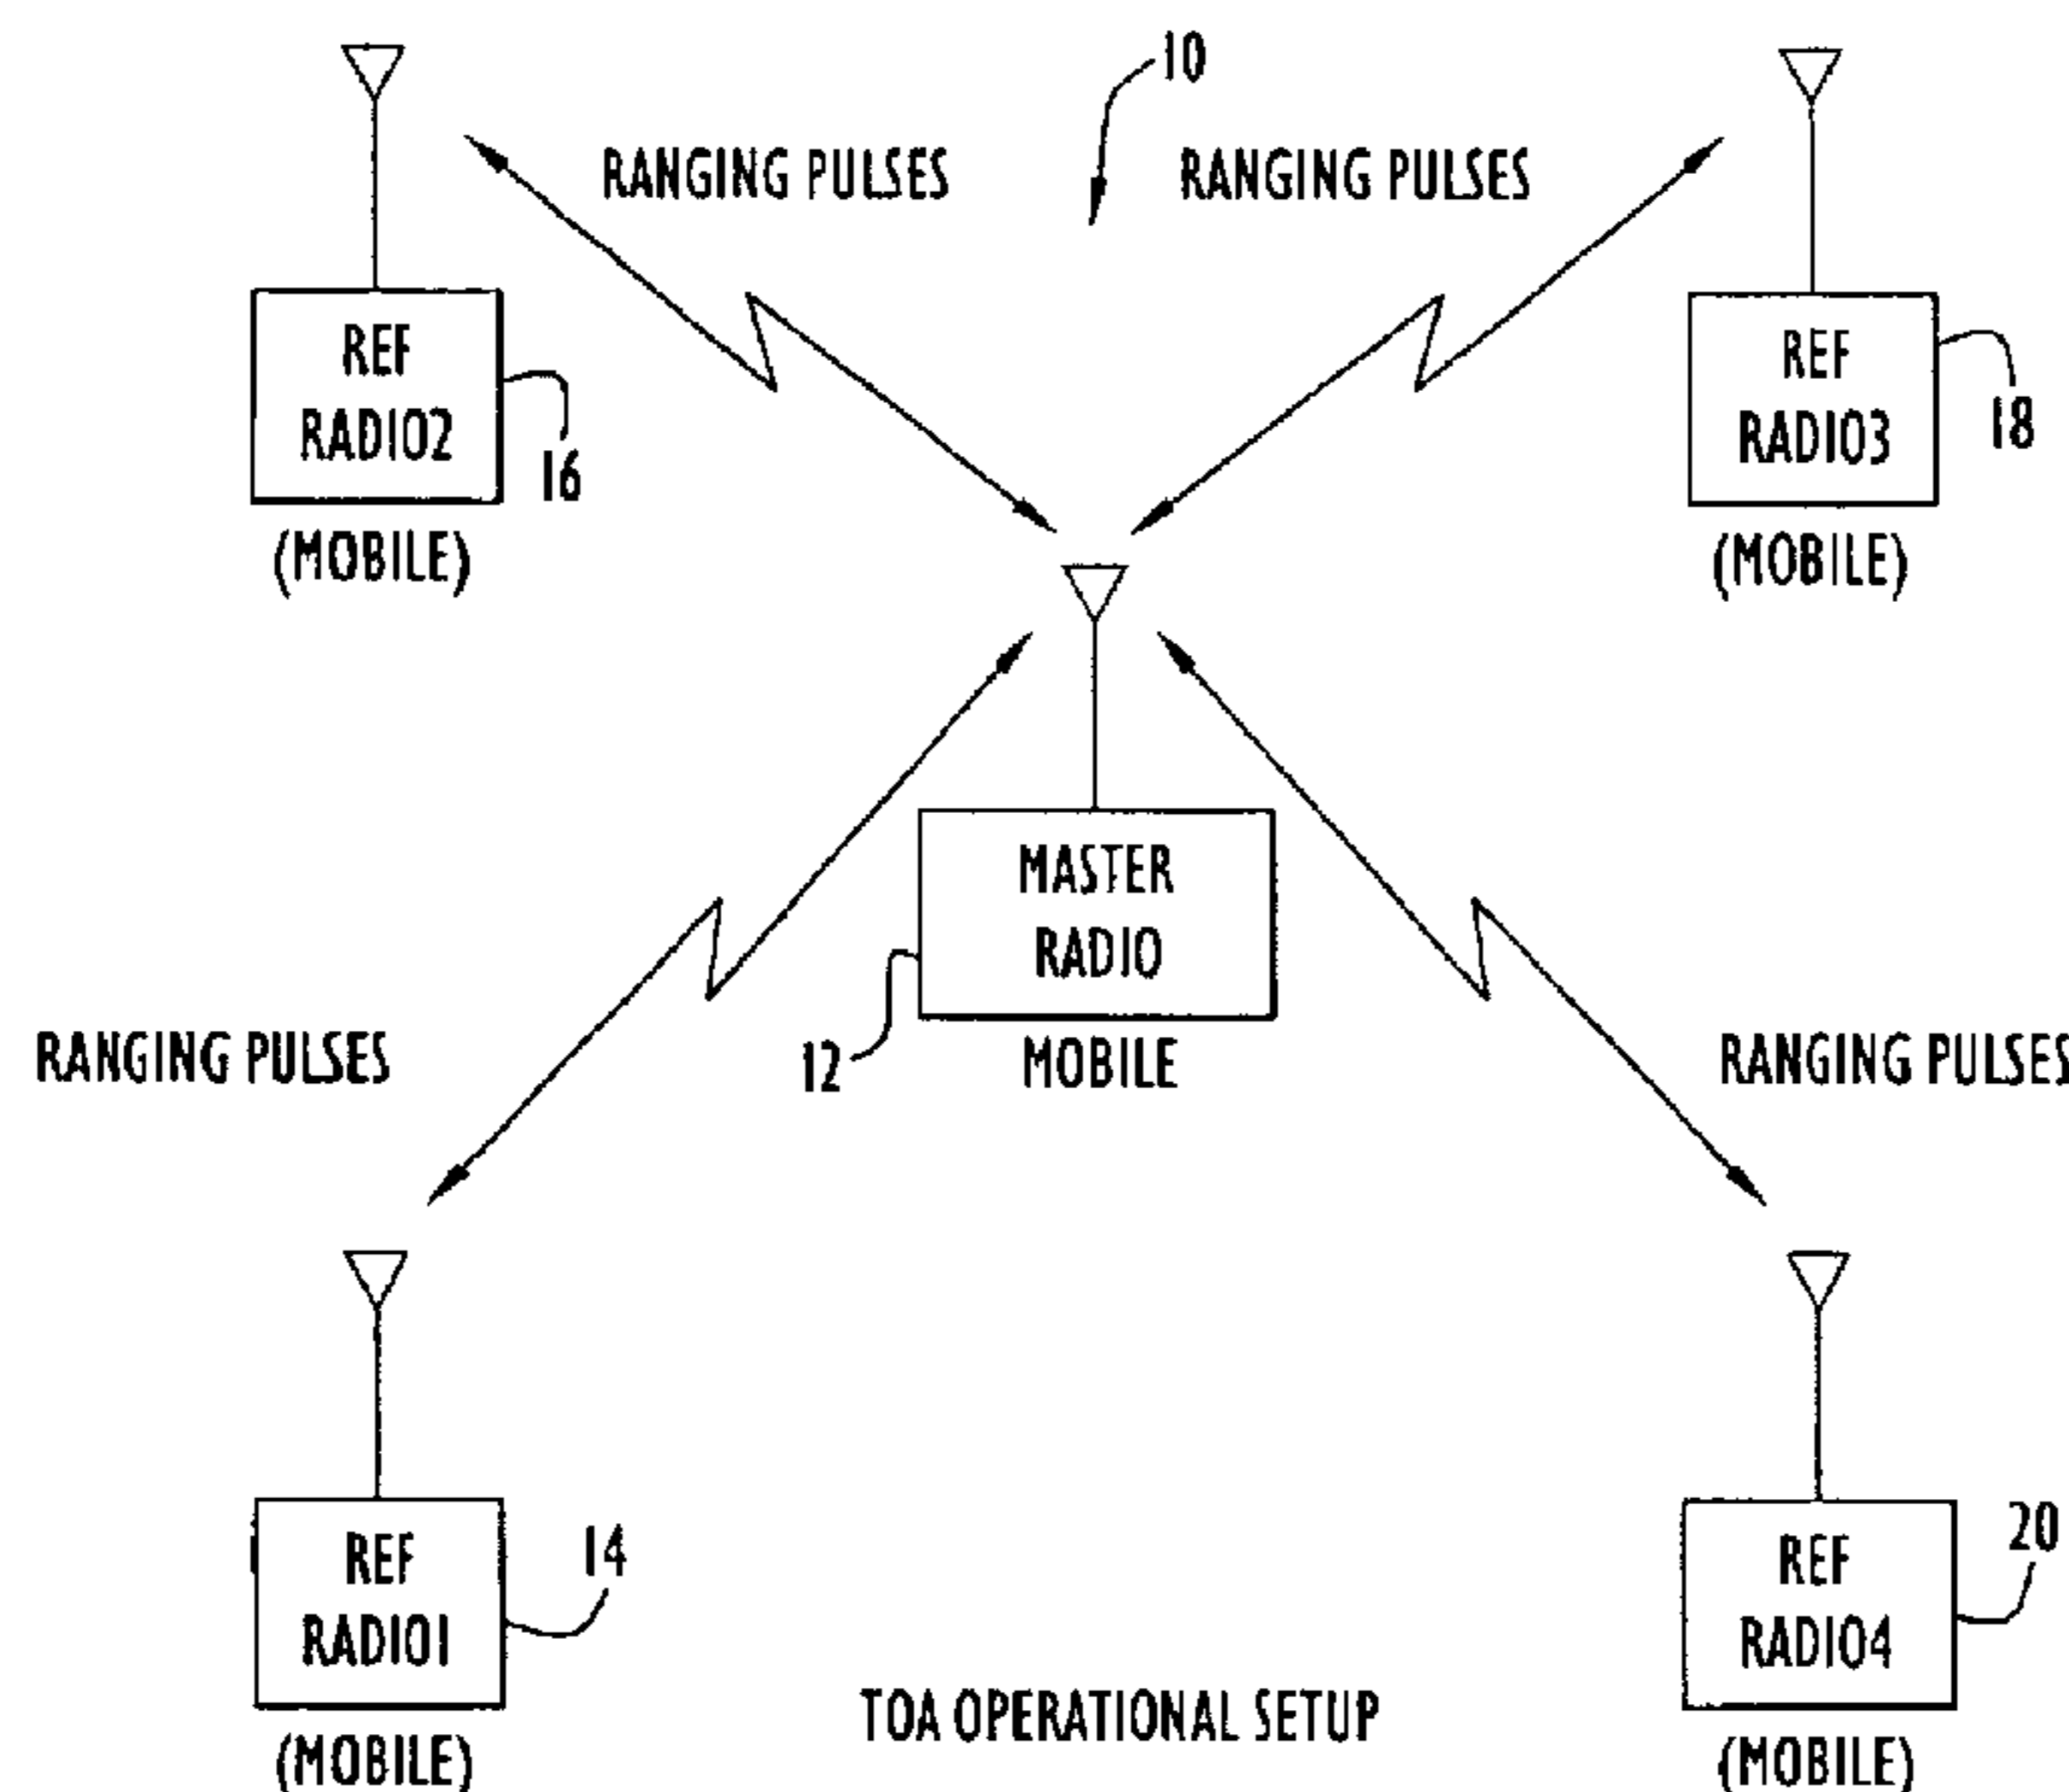 10
RANGING PULSES
RANGING PULSES
REF
RADIO2
16
(MOBILE)
REF
RADIO3
18
(MOBILE)
MASTER
RADIO
12
MOBILE
RANGING PULSES
RANGING PULSES
REF
RADIO1
14
(MOBILE)
REF
RADIO4
20
(MOBILE)
TOA OPERATIONAL SETUP